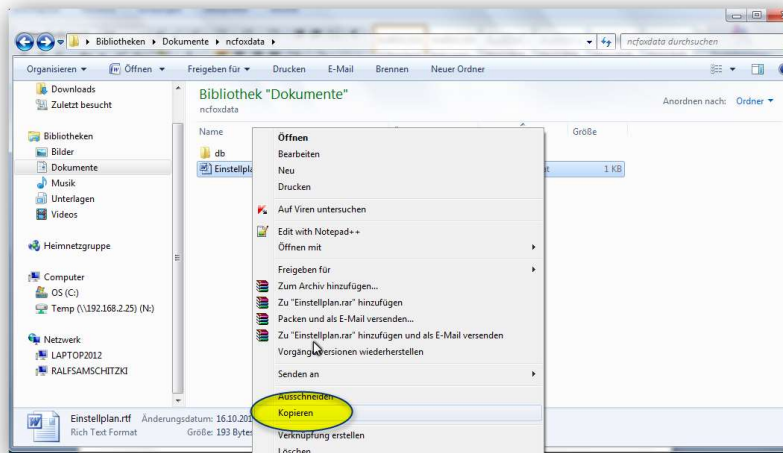 Bibliotheken Dokumente ncfoxdata
ncfoxdata durchsuchen
Organisieren Öffnen Freigeben für Drucken E-Mail Brennen Neuer Ordner
Downloads
Zuletzt besucht
Bibliotheken
Bilder
Dokumente
Musik
Unterlagen
Videos
Heimnetzgruppe
Computer
OS (C:)
Temp (\\192.168.2.25) (N:)
Netzwerk
LAPTOP2012
RALFSAMSCHITZKI
Bibliothek "Dokumente"
ncfoxdata
Anordnen nach: Ordner
Name Größe
db
Einstellpla 1 KB
Öffnen
Bearbeiten
Neu
Drucken
Auf Viren untersuchen
Edit with Notepad++
Öffnen mit
Freigeben für
Zum Archiv hinzufügen...
Zu "Einstellplan.rar" hinzufügen
Packen und als E-Mail versenden...
Zu "Einstellplan.rar" hinzufügen und als E-Mail versenden
Vorgängerversionen wiederherstellen
Senden an
Ausschneiden
Kopieren
Verknüpfung erstellen
Löschen
Einstellplan.rtf Änderungsdatum: 16.10.201
Rich Text Format Größe: 193 Bytes